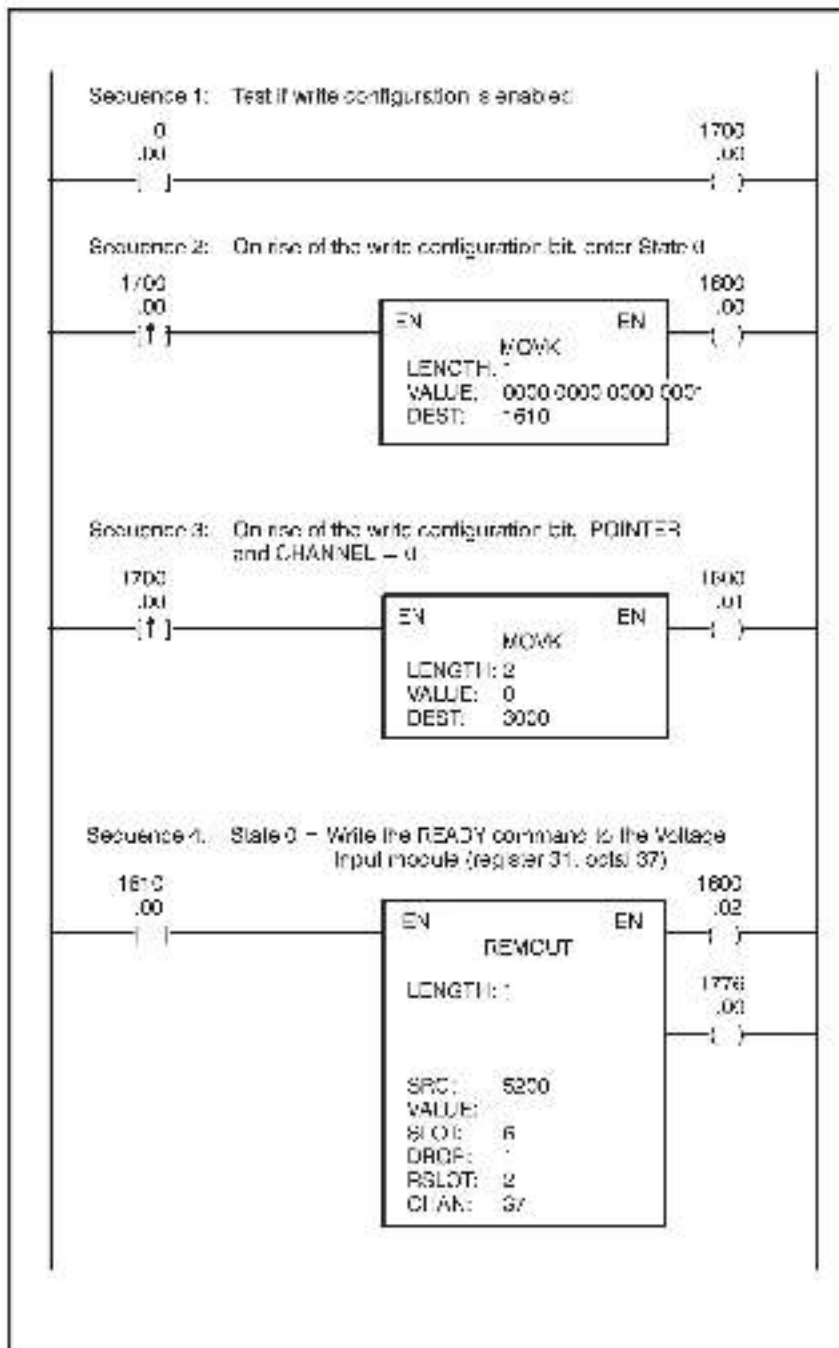 Sequence 1: Test if write configuration is enabled
0
.00
1700
.00
Sequence 2: On rise of the write configuration bit, enter State 0
1700
.00
1600
.00
EN EN
MOVK
LENGTH: 1
VALUE: 0000 0000 0000 0001
DEST: 1610
Sequence 3: On rise of the write configuration bit, POINTER
and CHANNEL = 0
1700
.00
1600
.01
EN EN
MOVK
LENGTH: 2
VALUE: 0
DEST: 3000
Sequence 4: State 0 = Write the READY command to the Voltage
Input module (register 31, octal 37)
1610
.00
1600
.02
EN EN
REMOUT
1776
.00
LENGTH: 1
SRC: 5200
VALUE:
SLOT: 6
DROP: 1
RSLOT: 2
CHAN: 37